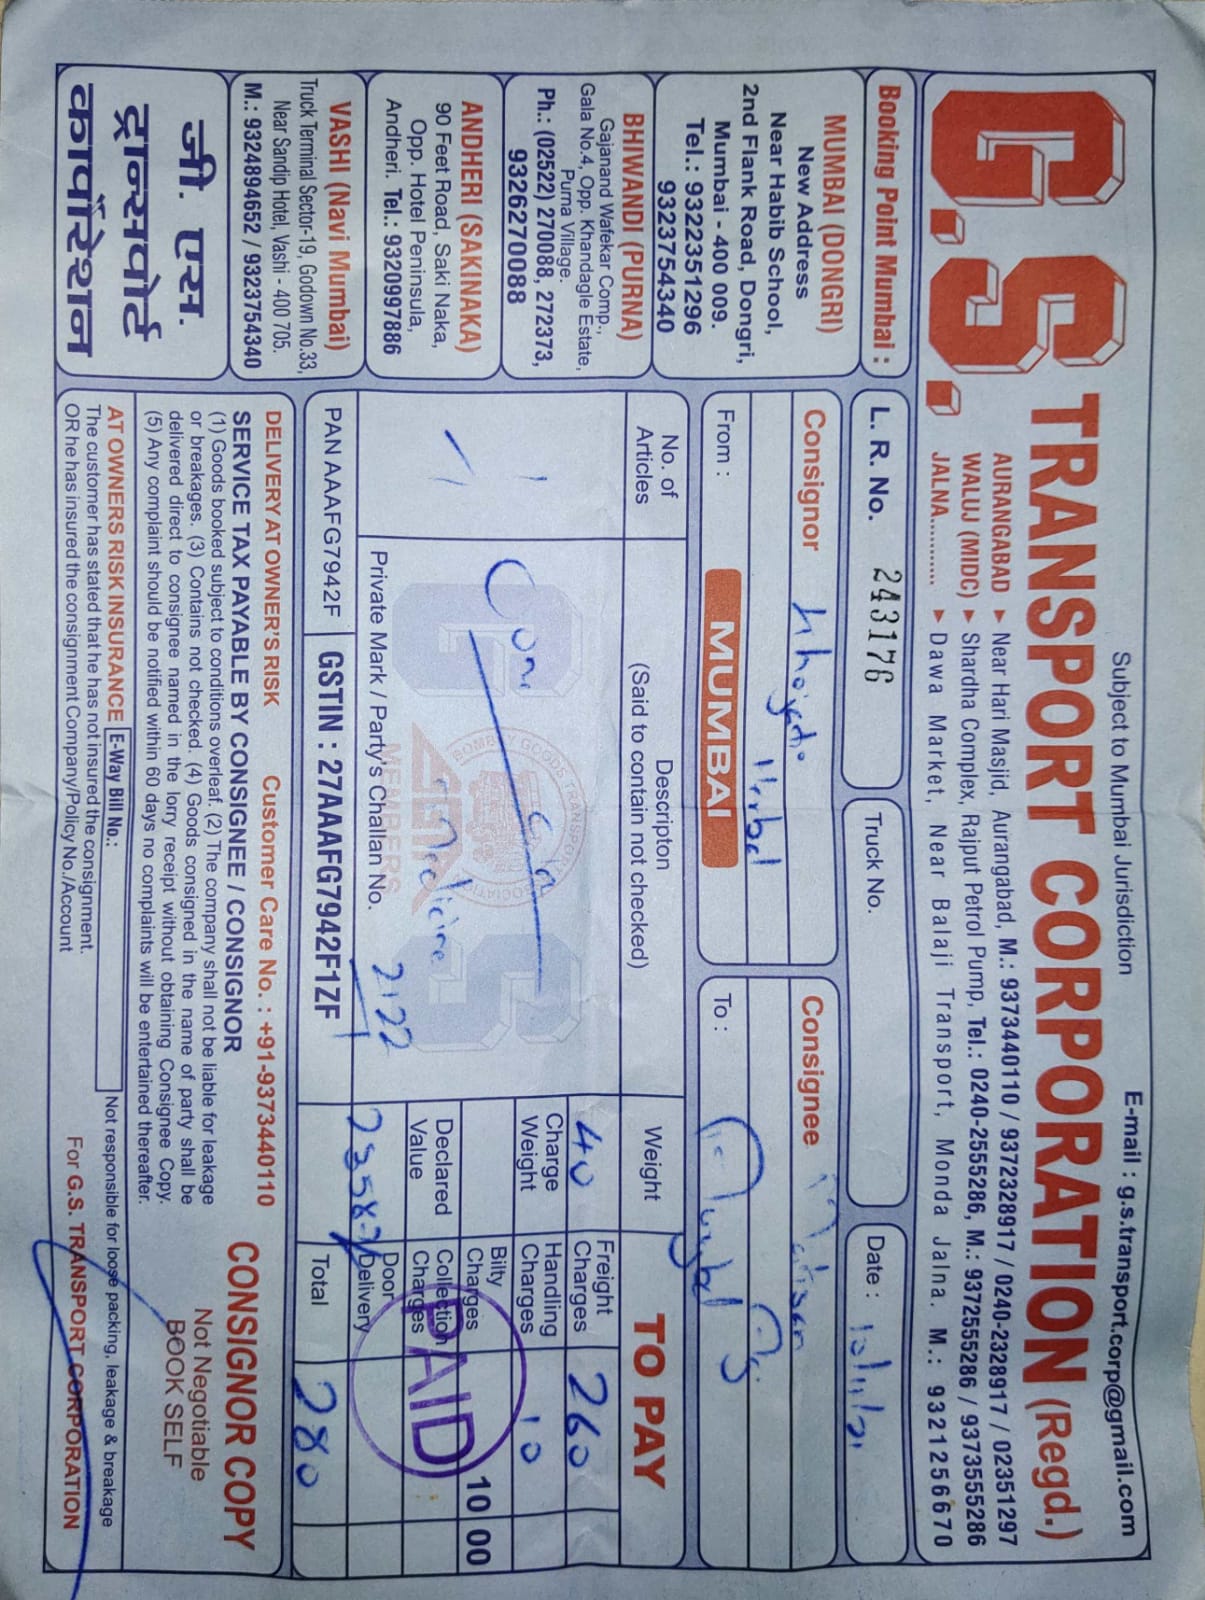 Subject to Mumbai Jurisdiction
E-mail : g.s.transport.corp@gmail.com
G.S. TRANSPORT CORPORATION (Regd.)
AURANGABAD ▸ Near Hari Masjid, Aurangabad, M.: 9373440110 / 9372328917 / 0240-2328917 / 02351297
WALUJ (MIDC) ▸ Shardha Complex, Rajput Petrol Pump, Tel.: 0240-2555286, M.: 9372555286 / 9373555286
JALNA........... ▸ Dawa Market, Near Balaji Transport, Monda Jalna. M.: 9321256670
Booking Point Mumbai :
MUMBAI (DONGRI)
New Address
Near Habib School,
2nd Flank Road, Dongri,
Mumbai - 400 009.
Tel.: 9322351296
9323754340
BHIWANDI (PURNA)
Gajanand Wafekar Comp.,
Gala No.4, Opp. Khandagle Estate,
Purna Village.
Ph.: (02522) 270088, 272373,
9326270088
ANDHERI (SAKINAKA)
90 Feet Road, Saki Naka,
Opp. Hotel Peninsula,
Andheri. Tel.: 9320997886
VASHI (Navi Mumbai)
Truck Terminal Sector-19, Godown No.33,
Near Sandip Hotel, Vashi - 400 705.
M.: 9324894652 / 9323754340
जी. एस.
ट्रान्सपोर्ट
कार्पोरेशन
L. R. No. 243176
Truck No.
Date :
Consignor
Herbal
Consignee
From : MUMBAI
To :
No. of Articles
Descripton
(Said to contain not checked)
Weight
TO PAY
BOMBAY GOODS TRANSPORT ASSOCIATION
MEMBERS
Medicine
40
Freight Charges 260
Charge Weight
Handling Charges 10
Bilty Charges 10 00
Declared Value
Collection Charges
Private Mark / Party's Challan No. 2122
Door Delivery
PAID
PAN AAAFG7942F
GSTIN : 27AAAFG7942F1ZF
Total 280
DELIVERY AT OWNER'S RISK
Customer Care No. : +91-9373440110
SERVICE TAX PAYABLE BY CONSIGNEE / CONSIGNOR
(1) Goods booked subject to conditions overleaf. (2) The company shall not be liable for leakage
or breakages. (3) Contains not checked. (4) Goods consigned in the name of party shall be
delivered direct to consignee named in the lorry receipt without obtaining Consignee Copy.
(5) Any complaint should be notified within 60 days no complaints will be entertained thereafter.
CONSIGNOR COPY
Not Negotiable
BOOK SELF
AT OWNERS RISK INSURANCE
E-Way Bill No.:
The customer has stated that he has not insured the consignment.
OR he has insured the consignment Company/Policy No./Account
Not responsible for loose packing, leakage & breakage
For G.S. TRANSPORT CORPORATION